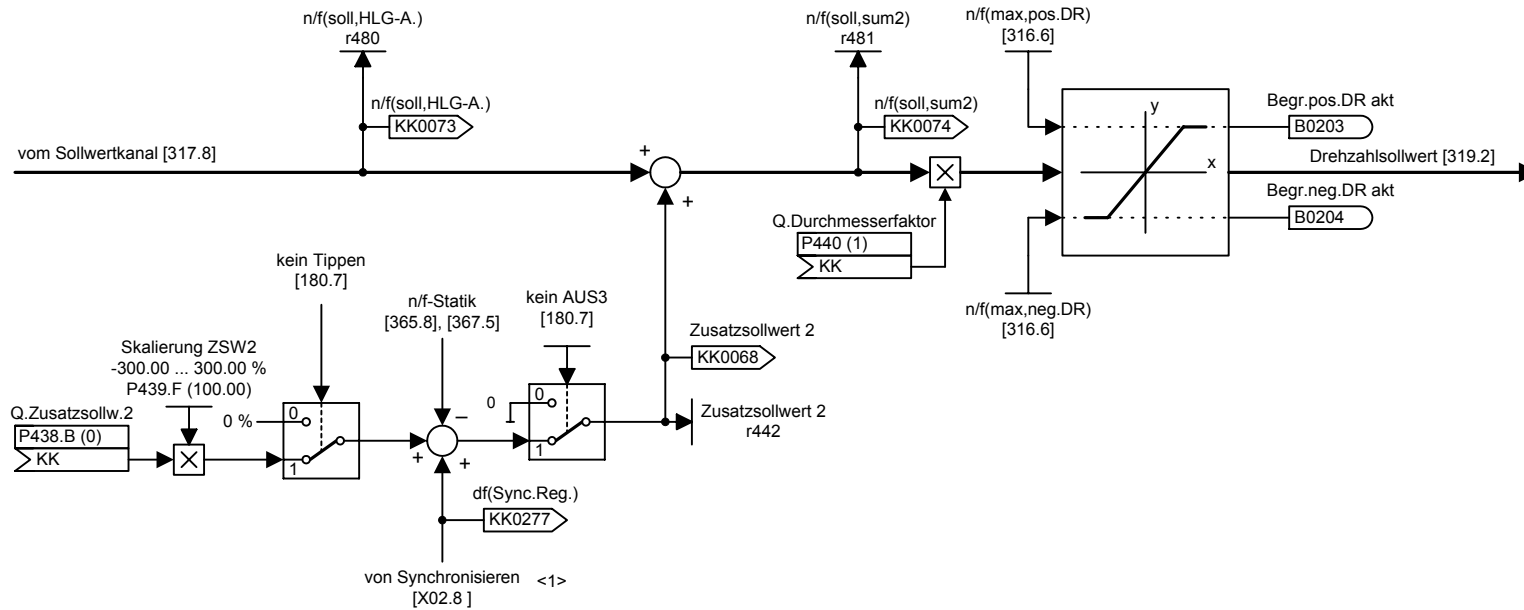 n/f(soll,HLG-A.)
r480
n/f(soll,sum2)
r481
n/f(max,pos.DR)
[316.6]
n/f(soll,HLG-A.)
KK0073
n/f(soll,sum2)
KK0074
y
x
Begr.pos.DR akt
B0203
vom Sollwertkanal [317.8]
+
+
Drehzahlsollwert [319.2]
Begr.neg.DR akt
B0204
Q.Durchmesserfaktor
P440 (1)
KK
n/f(max,neg.DR)
[316.6]
kein Tippen
[180.7]
n/f-Statik
[365.8], [367.5]
kein AUS3
[180.7]
Zusatzsollwert 2
KK0068
Skalierung ZSW2
-300.00 ... 300.00 %
P439.F (100.00)
Q.Zusatzsollw.2
P438.B (0)
KK
0 %
0
1
–
+
+
0
0
1
Zusatzsollwert 2
r442
df(Sync.Reg.)
KK0277
von Synchronisieren <1>
[X02.8 ]